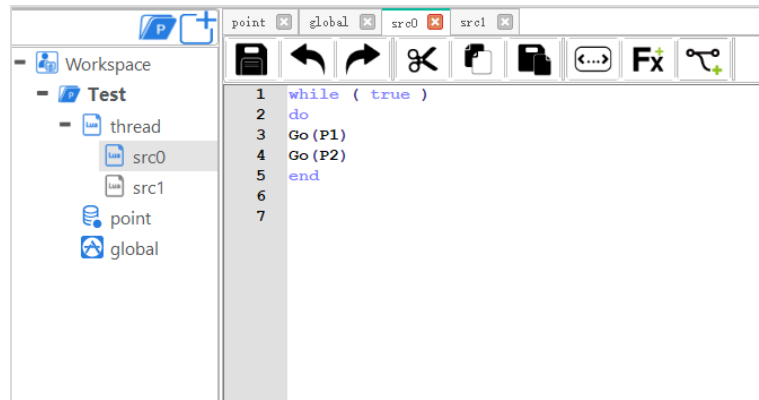 point global src0 src1
Workspace
Test
thread
src0
src1
point
global
<...> Fx
1 while ( true )
2 do
3 Go(P1)
4 Go(P2)
5 end
6
7